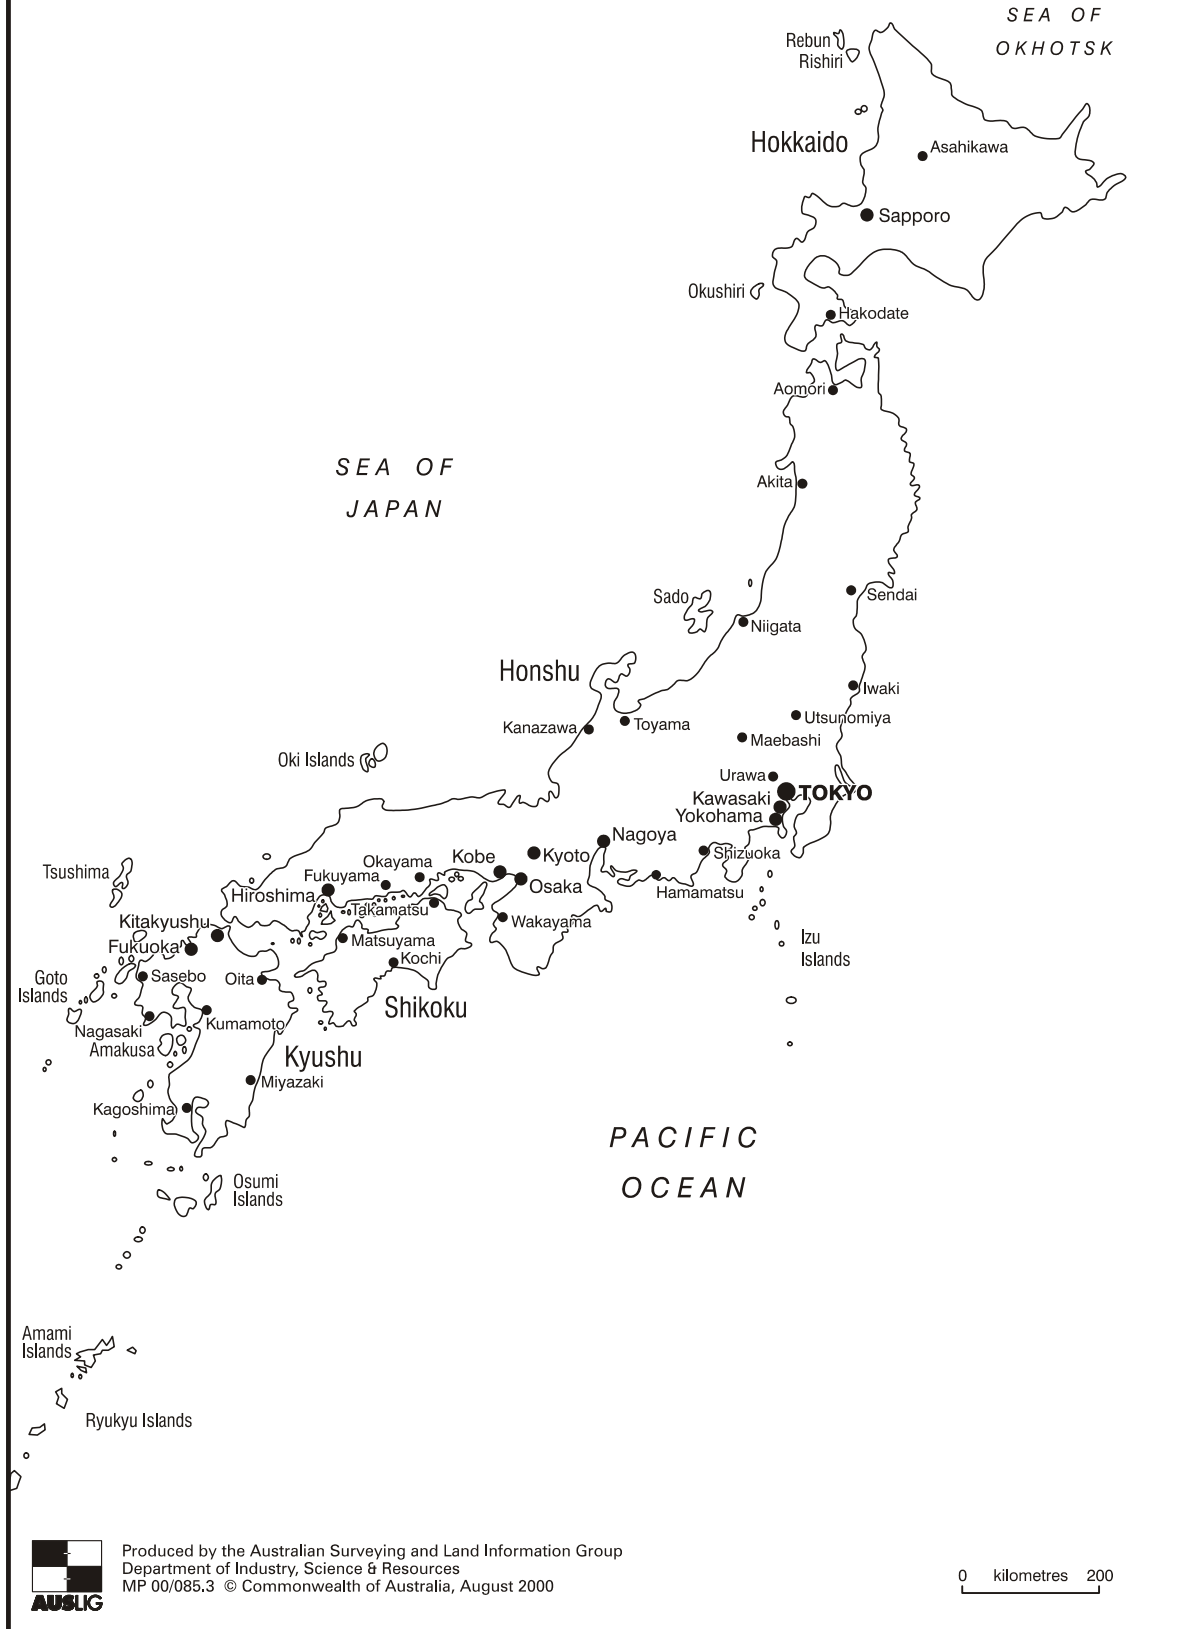 SEA OF
OKHOTSK
Rebun
Rishiri
Hokkaido
Asahikawa
Sapporo
Okushiri
Hakodate
Aomori
SEA OF
JAPAN
Akita
Sado
Sendai
Niigata
Honshu
Iwaki
Kanazawa
Toyama
Utsunomiya
Maebashi
Oki Islands
Urawa
TOKYO
Kawasaki
Yokohama
Nagoya
Shizuoka
Kyoto
Kobe
Okayama
Tsushima
Fukuyama
Osaka
Hamamatsu
Hiroshima
Takamatsu
Kitakyushu
Wakayama
Matsuyama
Izu
Islands
Fukuoka
Kochi
Goto
Islands
Sasebo
Oita
Shikoku
Nagasaki
Kumamoto
Amakusa
Kyushu
Miyazaki
Kagoshima
PACIFIC
OCEAN
Osumi
Islands
Amami
Islands
Ryukyu Islands
Produced by the Australian Surveying and Land Information Group
Department of Industry, Science & Resources
MP 00/085.3 © Commonwealth of Australia, August 2000
AUSLIG
0 kilometres 200